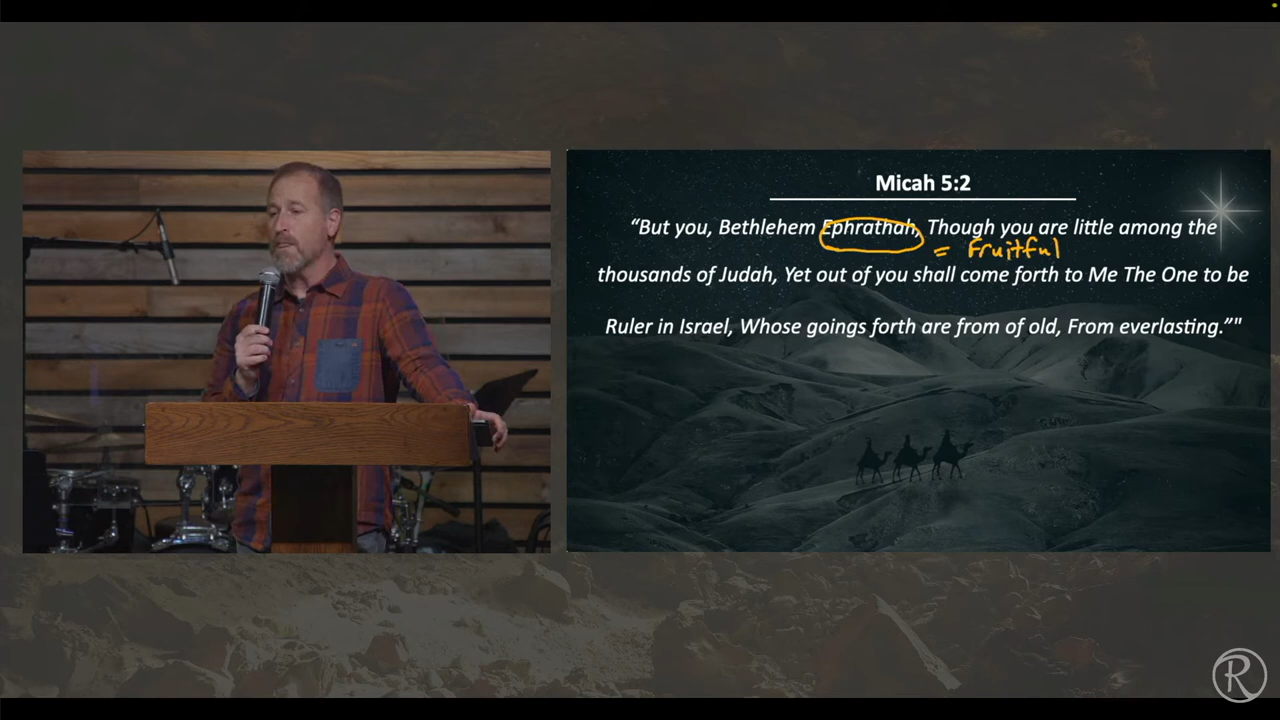 Micah 5:2
“But you, Bethlehem Ephrathah, Though you are little among the
= Fruitful
thousands of Judah, Yet out of you shall come forth to Me The One to be
Ruler in Israel, Whose goings forth are from of old, From everlasting.”"
R